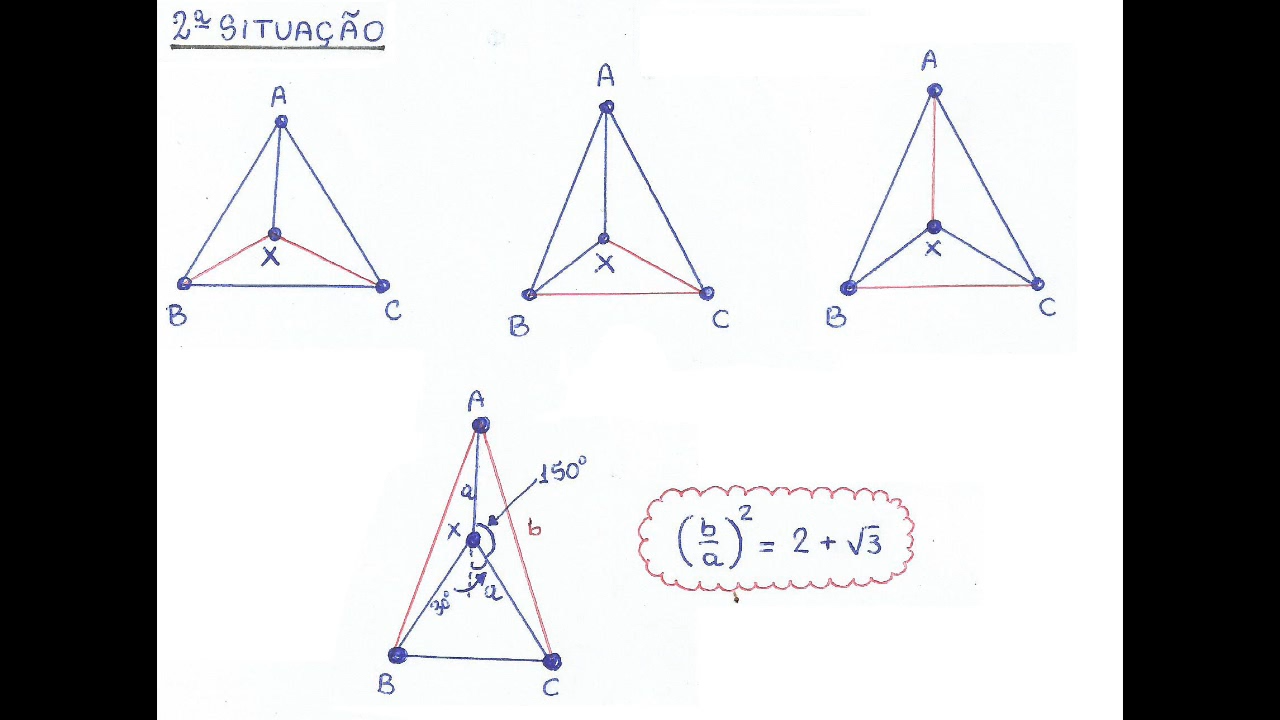 2ª SITUAÇÃO
A
A
A
X
X
X
B
C
B
C
B
C
A
150°
a
b
X
30°
a
B
C
(b/a)² = 2 + √3